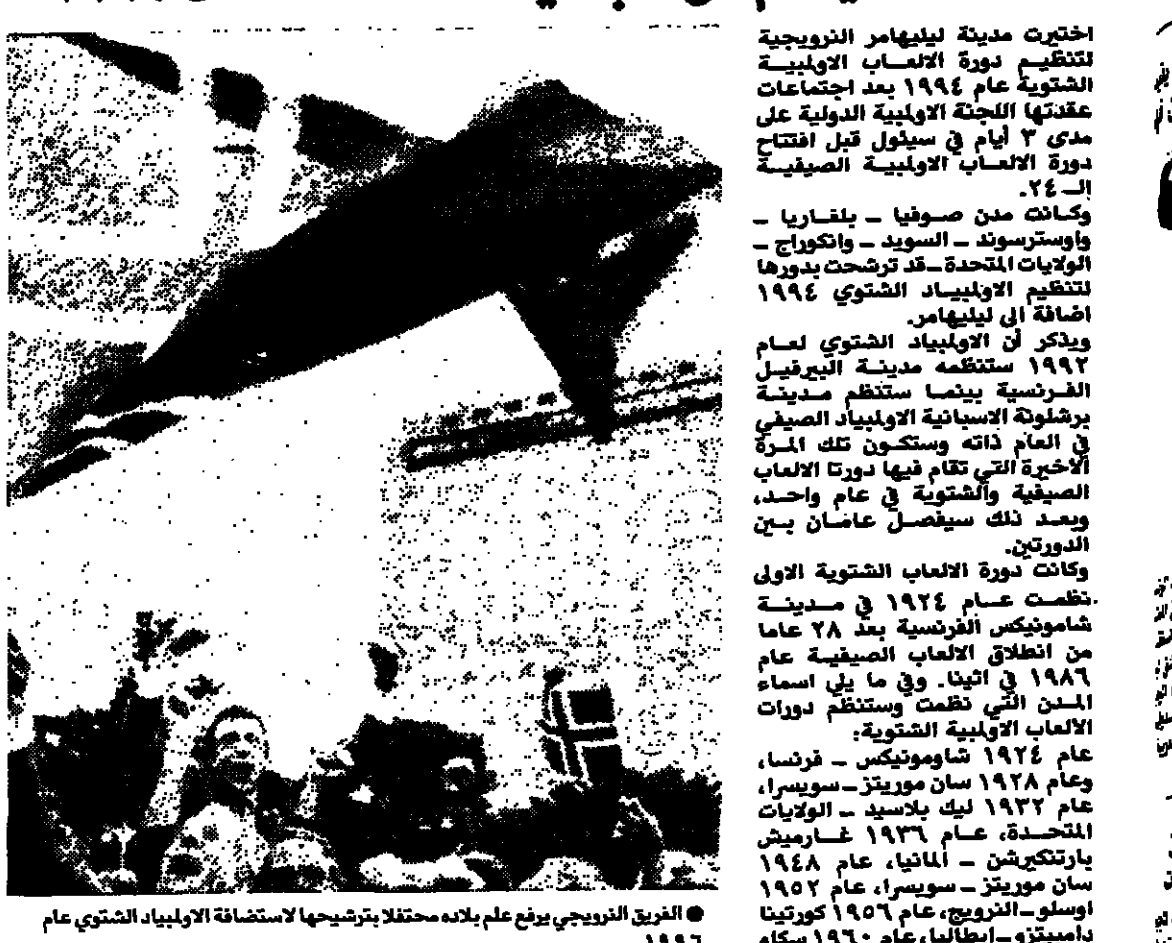 اختيرت مدينة ليليهامر النرويجية
لتنظيم دورة الالعاب الاولمبية
الشتوية عام ١٩٩٤ بعد اجتماعات
عقدتها اللجنة الاولمبية الدولية على
مدى ٣ أيام في سيئول قبل افتتاح
دورة الالعاب الاولمبية الصيفية
الـ ٢٤.
وكانت مدن صوفيا ـ بلغاريا ـ
واوسترسوند ـ السويد ـ وانكوراج ـ
الولايات المتحدة ـ قد ترشحت بدورها
لتنظيم الاولمبياد الشتوي ١٩٩٤
اضافة الى ليليهامر.
ويذكر أن الاولمبياد الشتوي لعام
١٩٩٢ ستنظمه مدينة البيرفيل
الفرنسية بينما ستنظم مدينة
برشلونة الاسبانية الاولمبياد الصيفي
في العام ذاته وستكون تلك المرة
الاخيرة التي تقام فيها دورتا الالعاب
الصيفية والشتوية في عام واحد،
وبعد ذلك سيفصل عامان بين
الدورتين.
وكانت دورة الالعاب الشتوية الاولى
نظمت عام ١٩٢٤ في مدينة
شامونيكس الفرنسية بعد ٢٨ عاما
من انطلاق الالعاب الصيفية عام
١٩٨٦ في اثينا. وفي ما يلي اسماء
المدن التي نظمت وستنظم دورات
الالعاب الاولمبية الشتوية:
عام ١٩٢٤ شاومونيكس ـ فرنسا،
وعام ١٩٢٨ سان موريتز ـ سويسرا،
عام ١٩٣٢ ليك بلاسيد ـ الولايات
المتحدة، عام ١٩٣٦ غارميش
بارتنكيرشن ـ المانيا، عام ١٩٤٨
سان موريتز ـ سويسرا، عام ١٩٥٢
اوسلو ـ النرويج، عام ١٩٥٦ كورتينا
دامبيتزو ـ ايطاليا، عام ١٩٦٠ سكاو
● الفريق النرويجي يرفع علم بلاده محتفلا بترشيحها لاستضافة الاولمبياد الشتوي عام